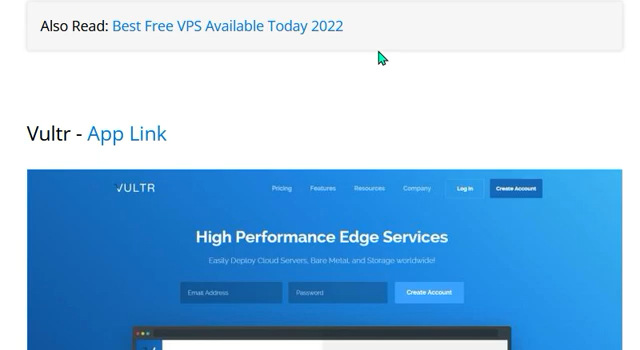 Also Read: Best Free VPS Available Today 2022
Vultr - App Link
VULTR
Pricing Features Resources Company Log In Create Account
High Performance Edge Services
Easily Deploy Cloud Servers, Bare Metal, and Storage worldwide!
Email Address Password Create Account